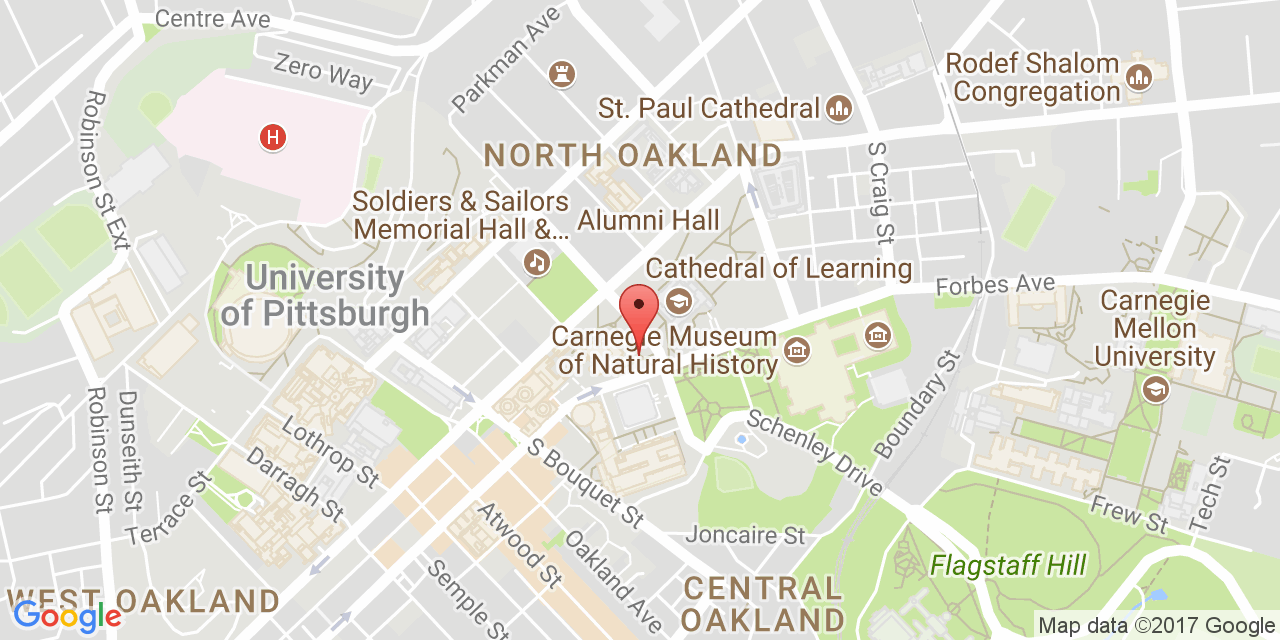 Centre Ave
Zero Way
Parkman Ave
Robinson St Ext
H
St. Paul Cathedral
Rodef Shalom
Congregation
NORTH OAKLAND
S Craig St
Soldiers & Sailors
Memorial Hall &...
Alumni Hall
University
of Pittsburgh
Cathedral of Learning
Forbes Ave
Carnegie
Mellon
University
Carnegie Museum
of Natural History
Boundary St
Schenley Drive
Robinson St
Dunseith St
Lothrop St
Darragh St
Terrace St
S Bouquet St
Atwood St
Semple St
Oakland Ave
Joncaire St
Frew St
Tech St
Flagstaff Hill
WEST OAKLAND
CENTRAL
OAKLAND
Google
Map data ©2017 Google